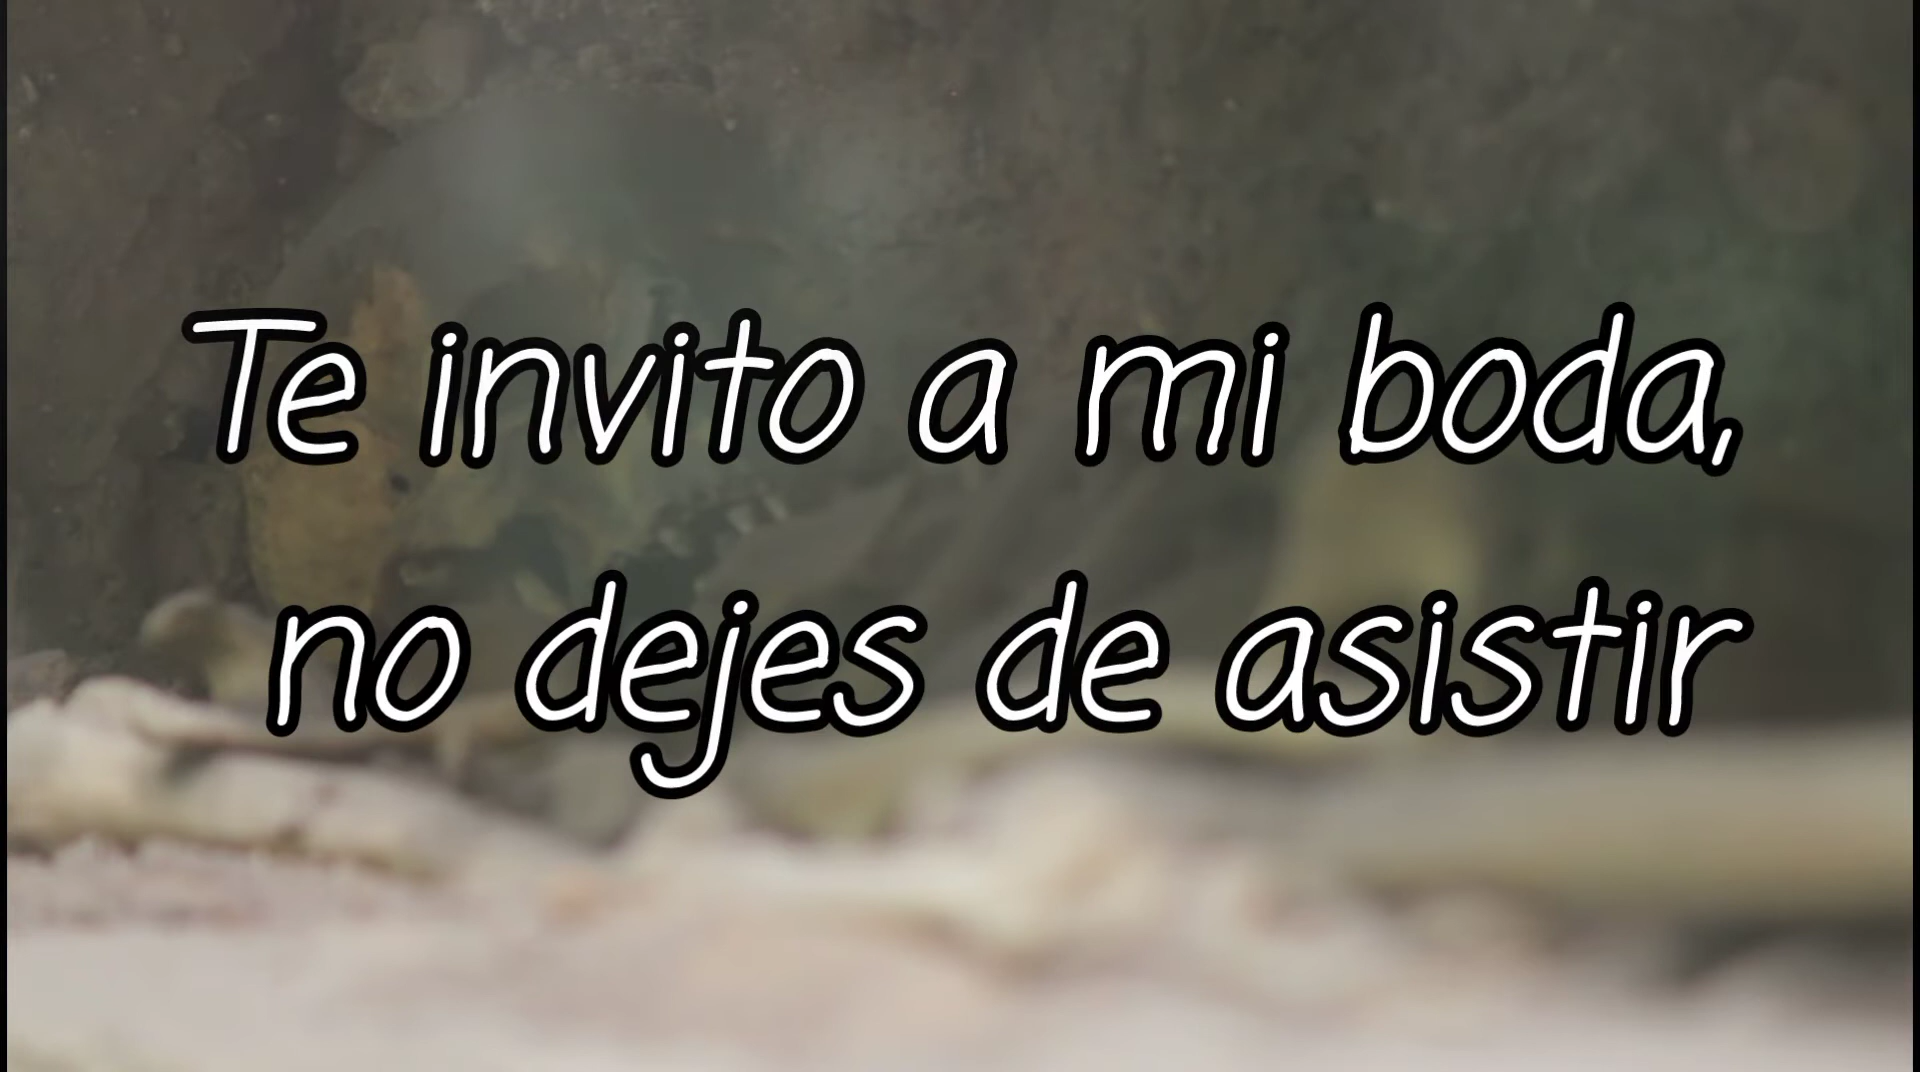 Te invito a mi boda,
no dejes de asistir